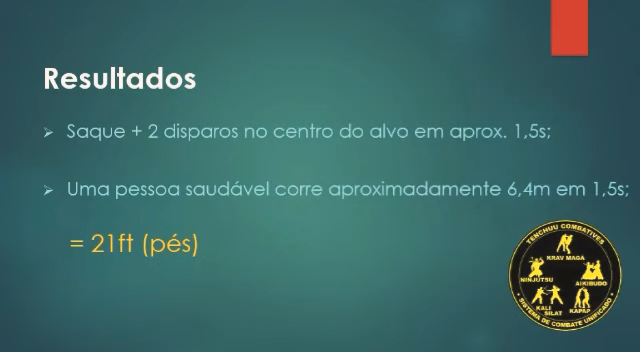 Resultados
Saque + 2 disparos no centro do alvo em aprox. 1,5s;
Uma pessoa saudável corre aproximadamente 6,4m em 1,5s;
= 21ft (pés)
TENCHUU COMBATIVES
KRAV MAGÁ
NINJUTSU
AIKIBUDO
KALI
SILAT
KAPAP
SISTEMA DE COMBATE UNIFICADO